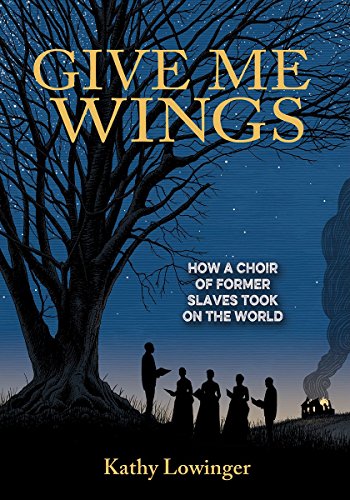 GIVE ME
WINGS
HOW A CHOIR
OF FORMER
SLAVES TOOK
ON THE WORLD
Kathy Lowinger